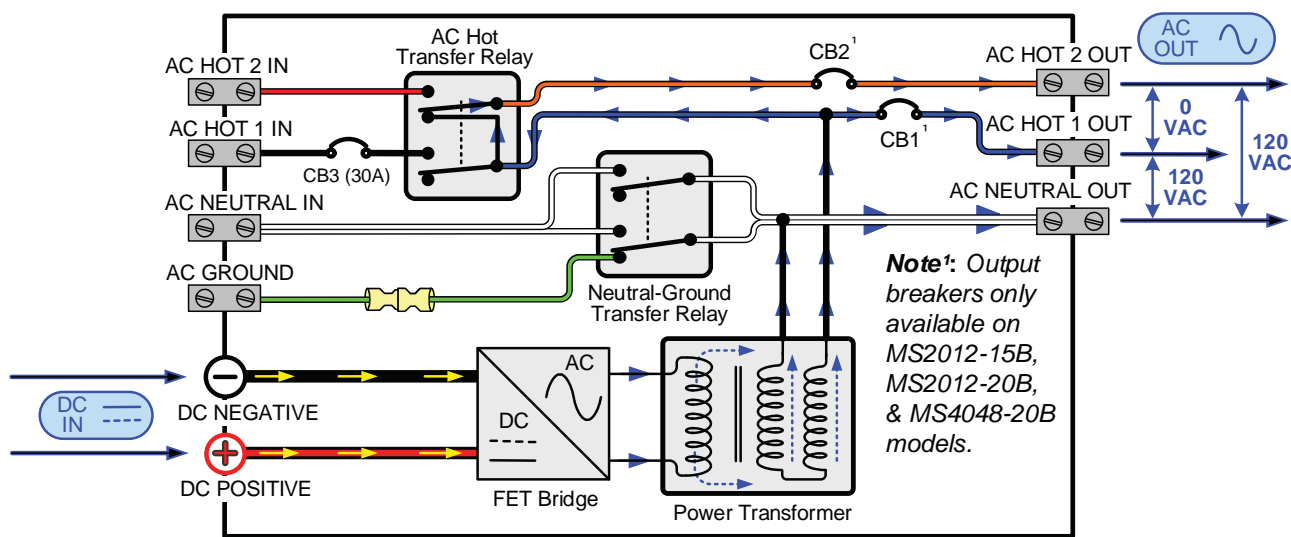 AC Hot
Transfer Relay
AC HOT 2 IN
AC HOT 1 IN
CB3 (30A)
AC NEUTRAL IN
AC GROUND
CB2¹
CB1¹
AC HOT 2 OUT
AC HOT 1 OUT
AC NEUTRAL OUT
AC
OUT
0
VAC
120
VAC
120
VAC
Neutral-Ground
Transfer Relay
Note¹: Output
breakers only
available on
MS2012-15B,
MS2012-20B,
& MS4048-20B
models.
DC
IN
DC NEGATIVE
DC POSITIVE
AC
DC
FET Bridge
Power Transformer